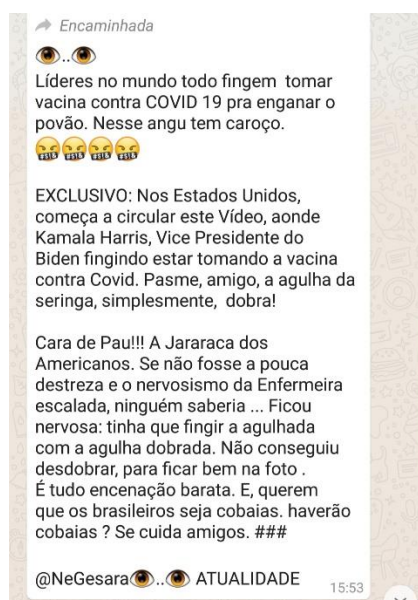 Encaminhada
👁️..👁️
Líderes no mundo todo fingem tomar
vacina contra COVID 19 pra enganar o
povão. Nesse angu tem caroço.
🤬🤬🤬🤬
EXCLUSIVO: Nos Estados Unidos,
começa a circular este Vídeo, aonde
Kamala Harris, Vice Presidente do
Biden fingindo estar tomando a vacina
contra Covid. Pasme, amigo, a agulha da
seringa, simplesmente, dobra!
Cara de Pau!!! A Jararaca dos
Americanos. Se não fosse a pouca
destreza e o nervosismo da Enfermeira
escalada, ninguém saberia ... Ficou
nervosa: tinha que fingir a agulhada
com a agulha dobrada. Não conseguiu
desdobrar, para ficar bem na foto .
É tudo encenação barata. E, querem
que os brasileiros seja cobaias. haverão
cobaias ? Se cuida amigos. ###
@NeGesara👁️..👁️ ATUALIDADE
15:53